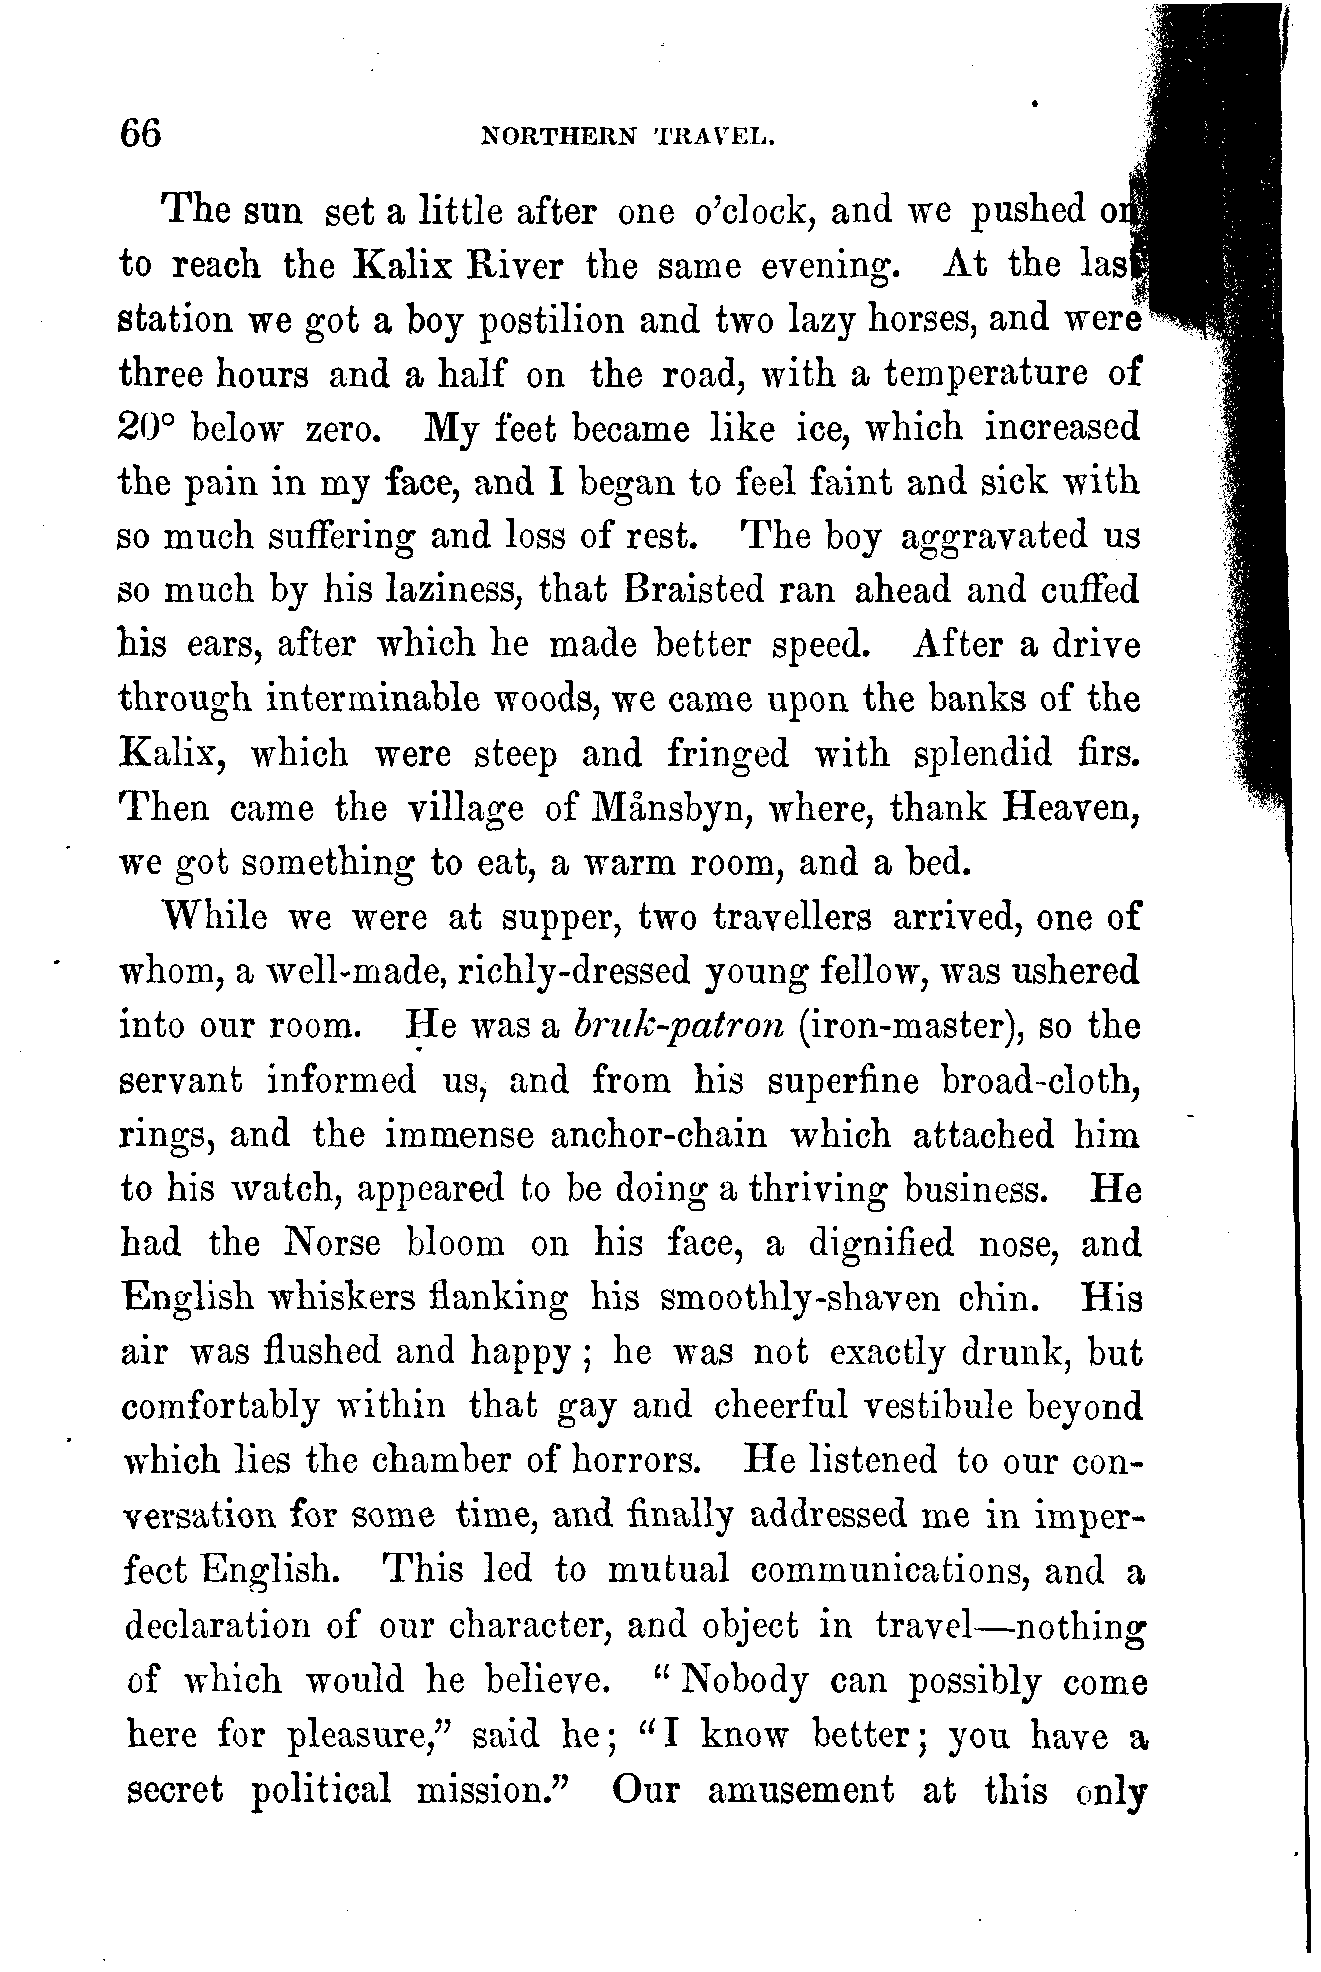 66 NORTHERN TRAVEL.
The sun set a little after one o'clock, and we pushed on
to reach the Kalix River the same evening. At the last
station we got a boy postilion and two lazy horses, and were
three hours and a half on the road, with a temperature of
20° below zero. My feet became like ice, which increased
the pain in my face, and I began to feel faint and sick with
so much suffering and loss of rest. The boy aggravated us
so much by his laziness, that Braisted ran ahead and cuffed
his ears, after which he made better speed. After a drive
through interminable woods, we came upon the banks of the
Kalix, which were steep and fringed with splendid firs.
Then came the village of Månsbyn, where, thank Heaven,
we got something to eat, a warm room, and a bed.
While we were at supper, two travellers arrived, one of
whom, a well-made, richly-dressed young fellow, was ushered
into our room. He was a bruk-patron (iron-master), so the
servant informed us, and from his superfine broad-cloth,
rings, and the immense anchor-chain which attached him
to his watch, appeared to be doing a thriving business. He
had the Norse bloom on his face, a dignified nose, and
English whiskers flanking his smoothly-shaven chin. His
air was flushed and happy; he was not exactly drunk, but
comfortably within that gay and cheerful vestibule beyond
which lies the chamber of horrors. He listened to our con-
versation for some time, and finally addressed me in imper-
fect English. This led to mutual communications, and a
declaration of our character, and object in travel—nothing
of which would he believe. "Nobody can possibly come
here for pleasure," said he; "I know better; you have a
secret political mission." Our amusement at this only